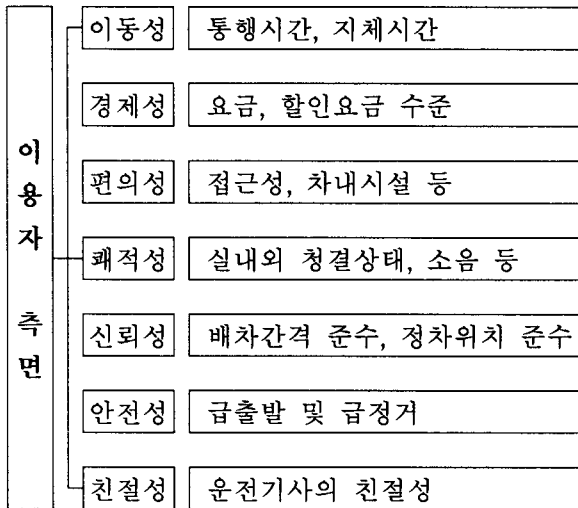 이용자 측면
이동성 통행시간, 지체시간
경제성 요금, 할인요금 수준
편의성 접근성, 차내시설 등
쾌적성 실내외 청결상태, 소음 등
신뢰성 배차간격 준수, 정차위치 준수
안전성 급출발 및 급정거
친절성 운전기사의 친절성